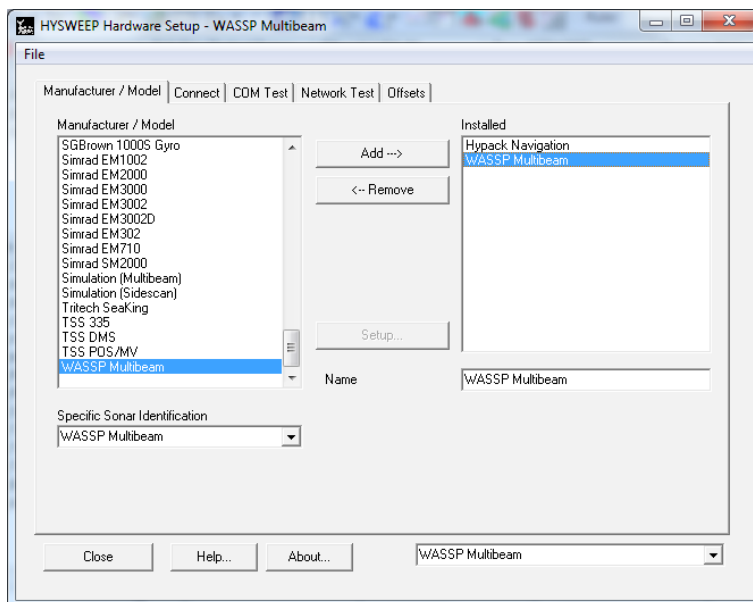 HYSWEEP Hardware Setup - WASSP Multibeam
File
Manufacturer / Model
Connect
COM Test
Network Test
Offsets
Manufacturer / Model
SGBrown 1000S Gyro
Simrad EM1002
Simrad EM2000
Simrad EM3000
Simrad EM3002
Simrad EM3002D
Simrad EM302
Simrad EM710
Simrad SM2000
Simulation (Multibeam)
Simulation (Sidescan)
Tritech SeaKing
TSS 335
TSS DMS
TSS POS/MV
WASSP Multibeam
Add --->
<-- Remove
Setup...
Installed
Hypack Navigation
WASSP Multibeam
Name
WASSP Multibeam
Specific Sonar Identification
WASSP Multibeam
Close
Help...
About...
WASSP Multibeam